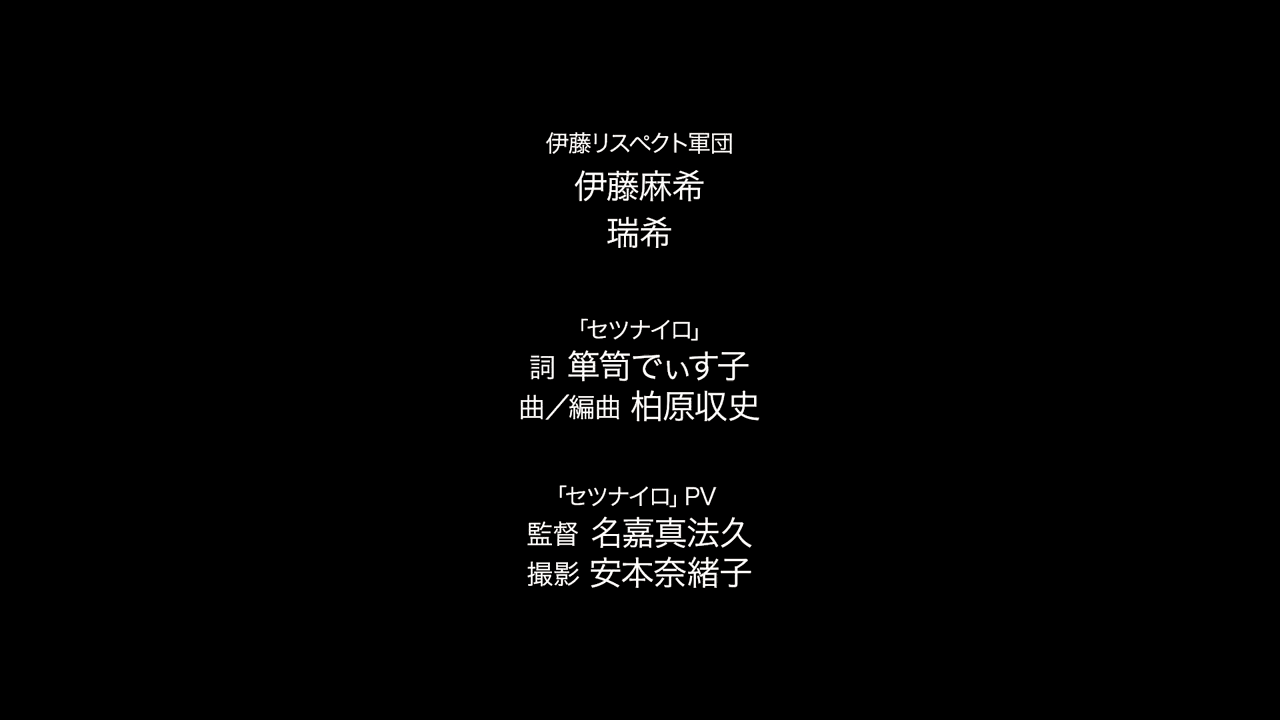 伊藤リスペクト軍団
伊藤麻希
瑞希
「セツナイロ」
詞 箪笥でぃす子
曲／編曲 柏原収史
「セツナイロ」PV
監督 名嘉真法久
撮影 安本奈緒子